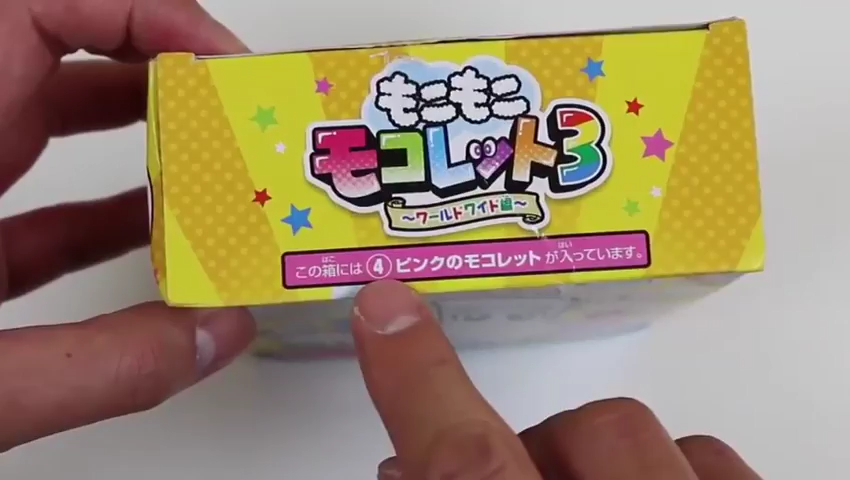 もこもこ
モコレット3
～ワールドワイド編～
この箱には④ピンクのモコレットが入っています。